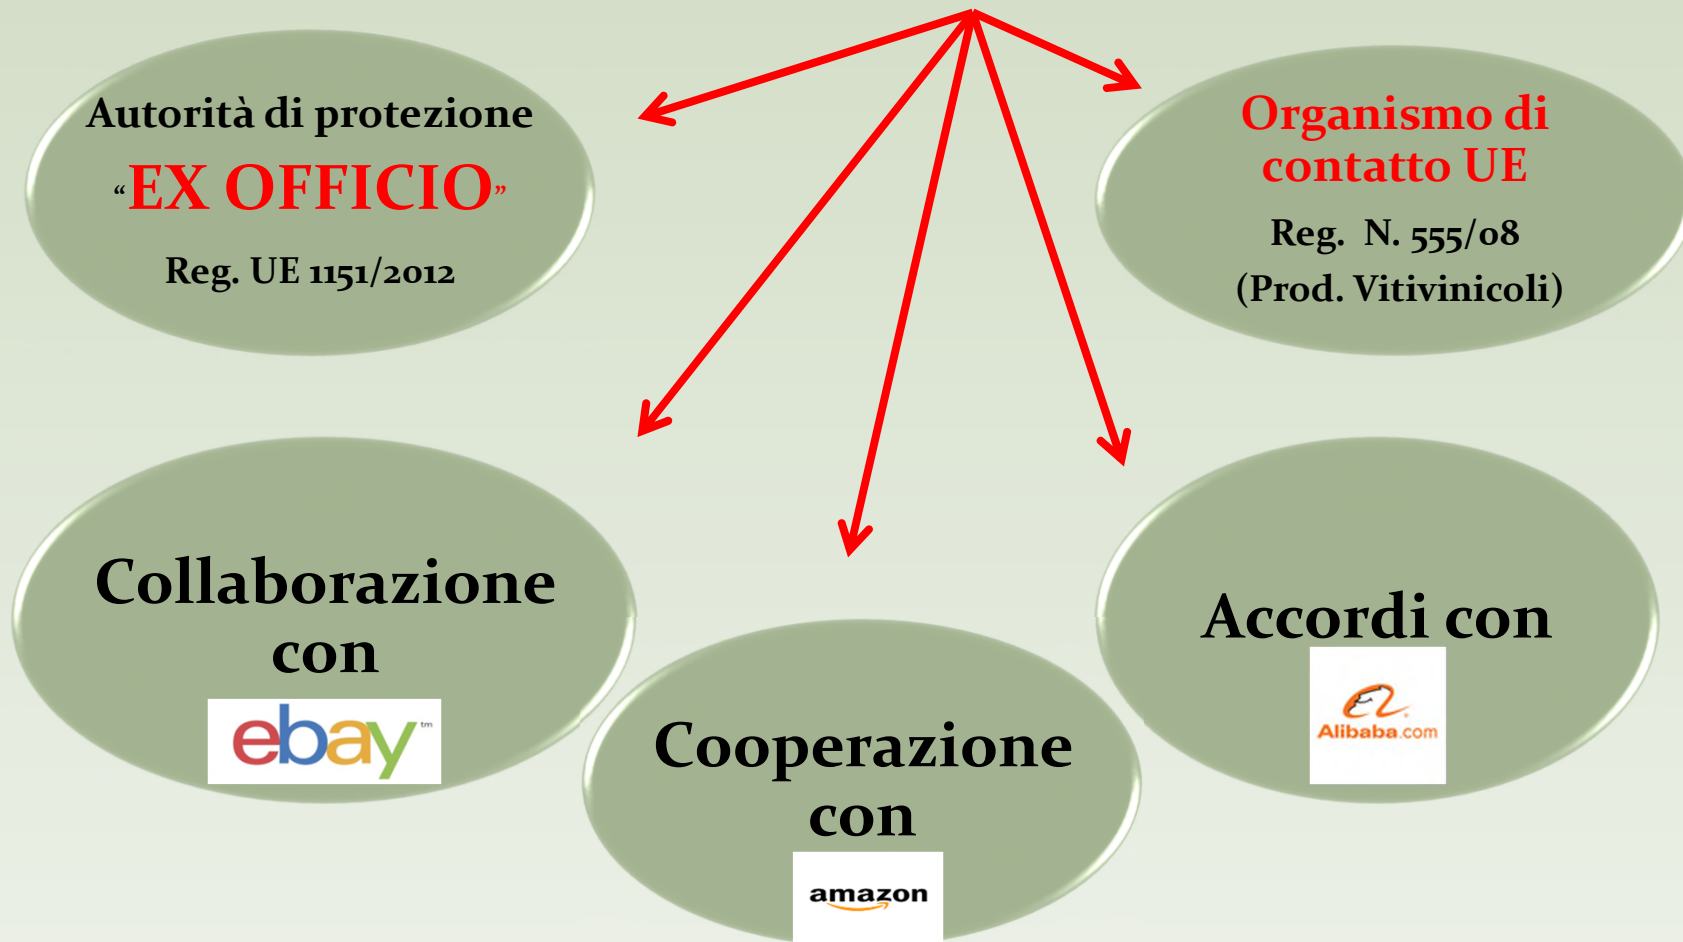 Autorità di protezione
“EX OFFICIO”
Reg. UE 1151/2012
Organismo di
contatto UE
Reg. N. 555/08
(Prod. Vitivinicoli)
Collaborazione
con
ebay™
Cooperazione
con
amazon
Accordi con
Alibaba.com